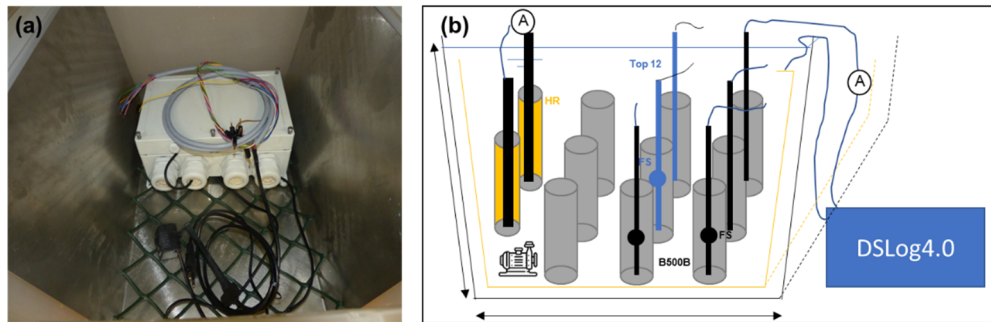 (a)
(b)
A
Top 12
A
HR
FS
FS
B500B
DSLog4.0